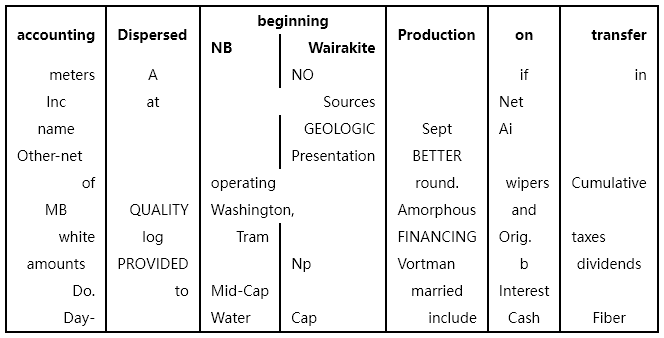 accounting Dispersed beginning Production on transfer
NB Wairakite
meters A NO if in
Inc at Sources Net
name GEOLOGIC Sept Ai
Other-net Presentation BETTER
of operating round. wipers Cumulative
MB QUALITY Washington, Amorphous and
white log Tram FINANCING Orig. taxes
amounts PROVIDED Np Vortman b dividends
Do. to Mid-Cap married Interest
Day- Water Cap include Cash Fiber